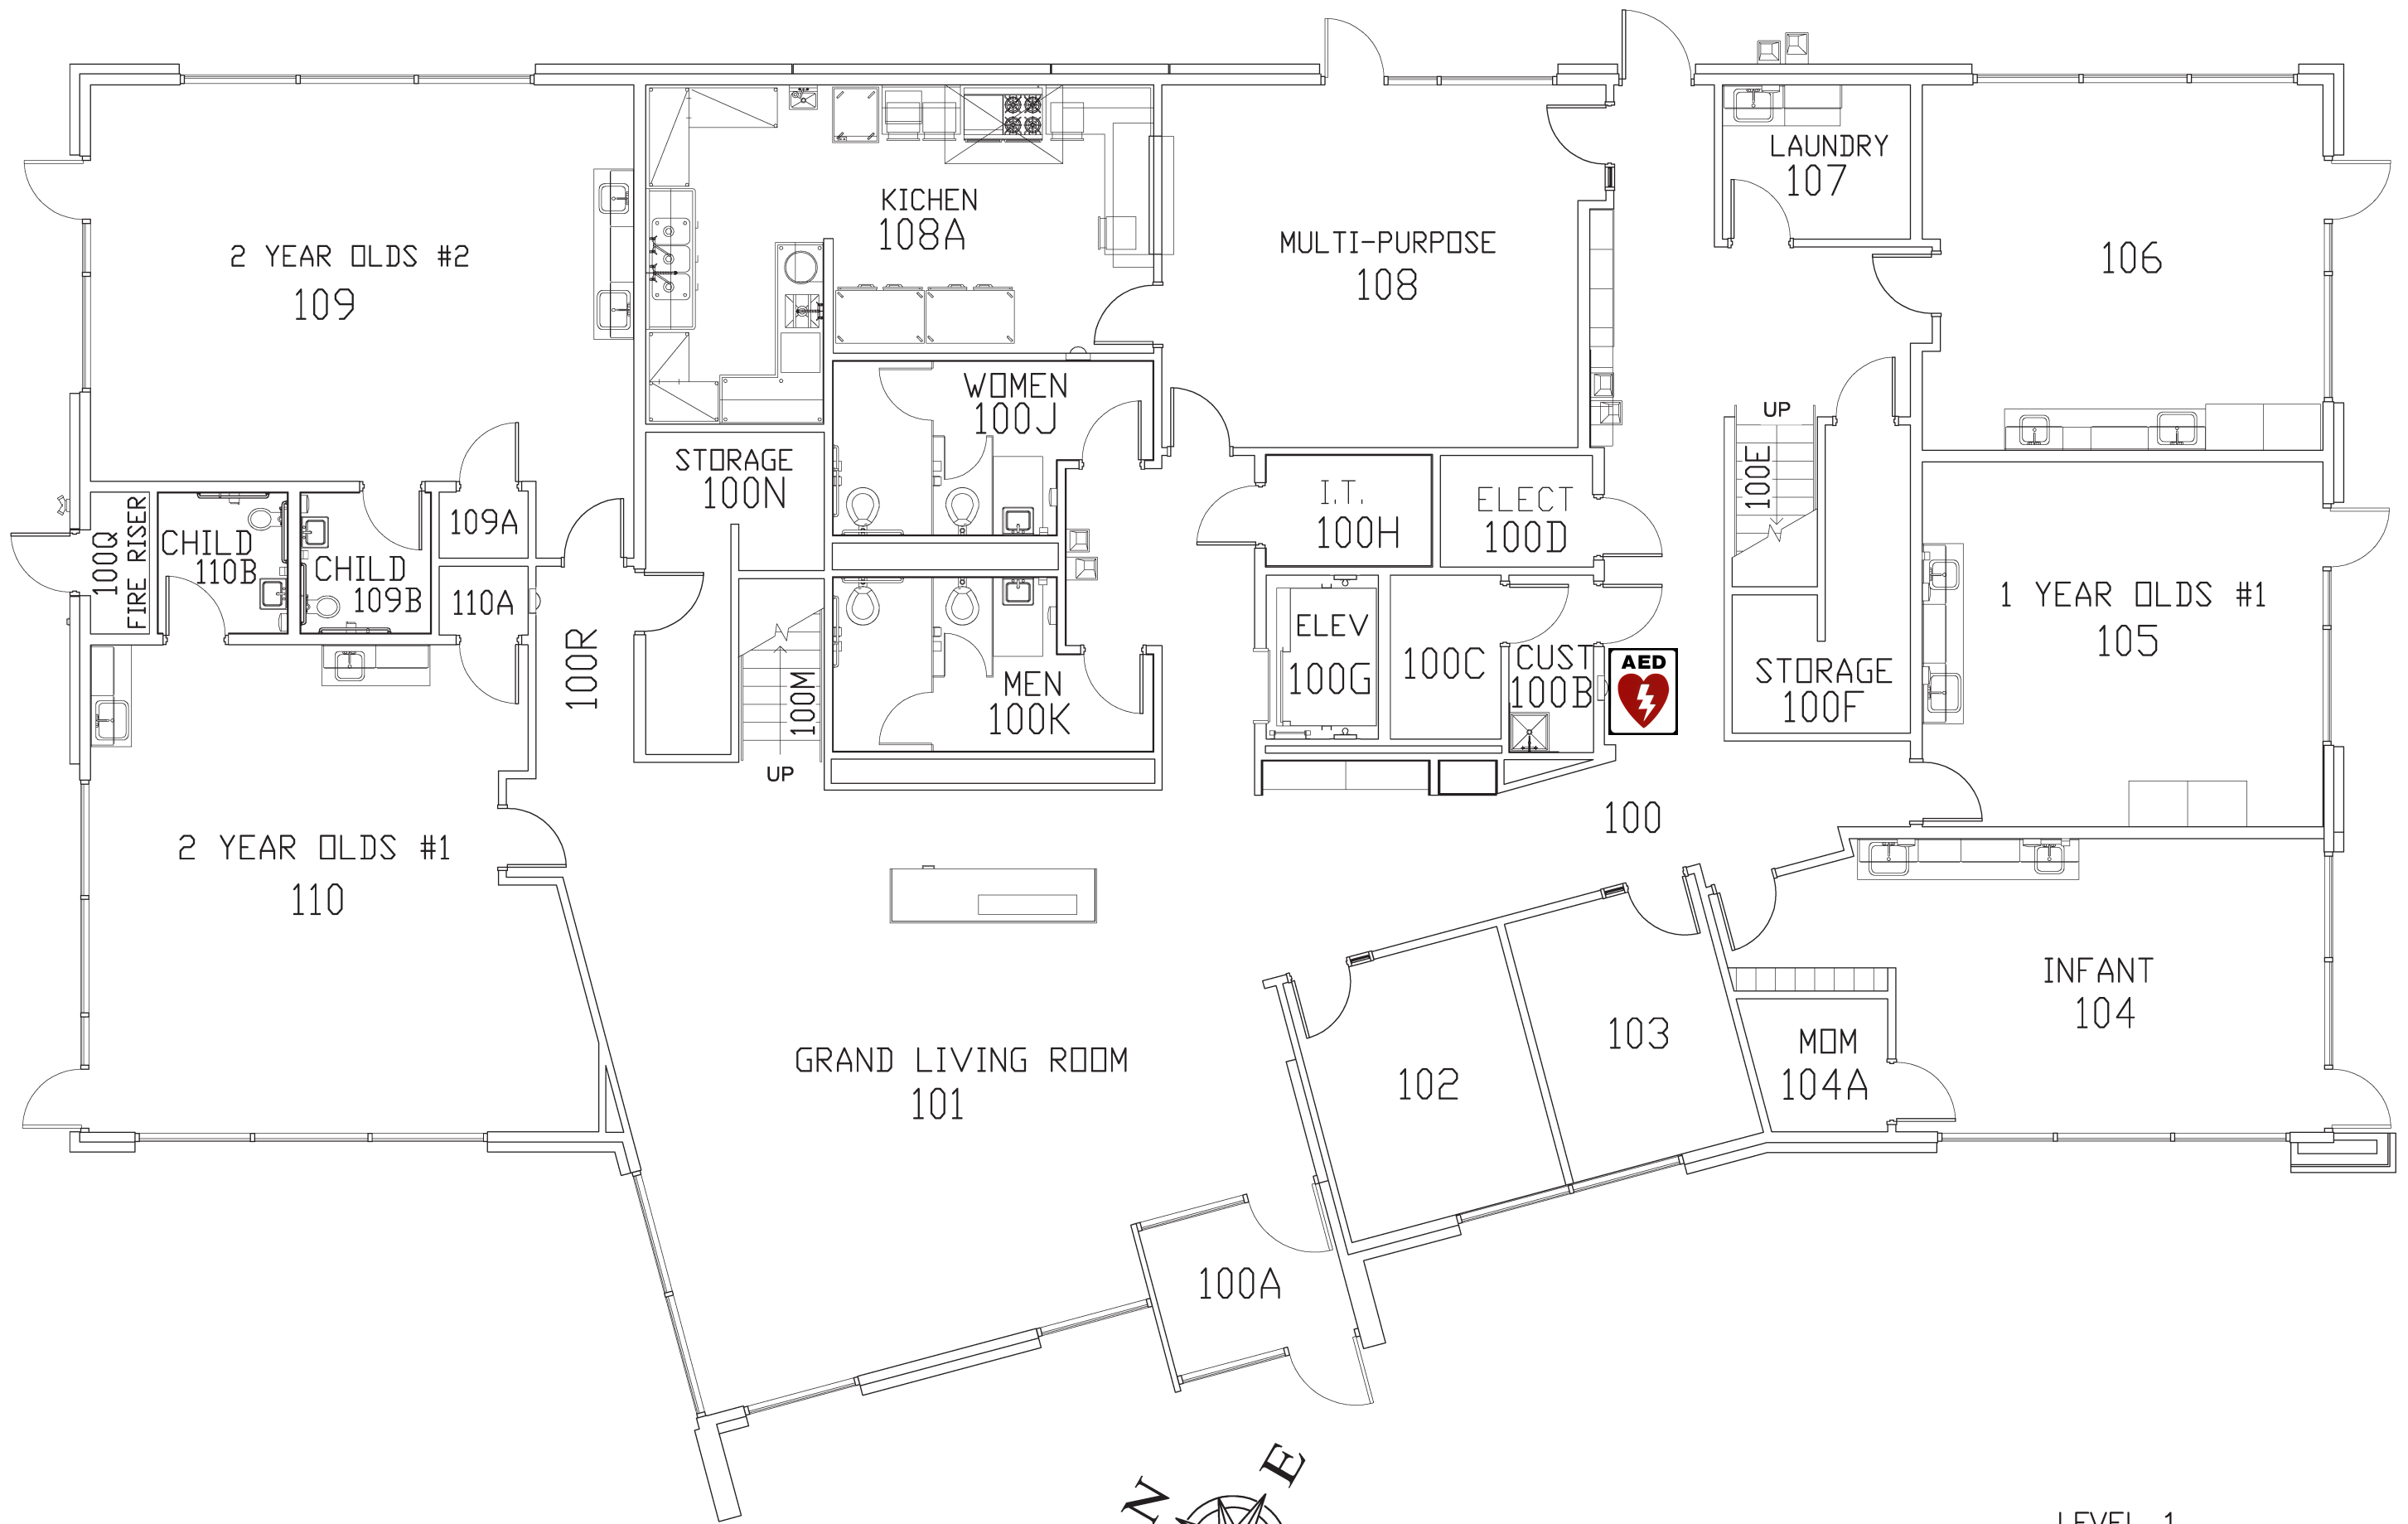 LAUNDRY
107
KICHEN
108A
MULTI-PURPOSE
108
2 YEAR OLDS #2
109
106
WOMEN
100J
UP
100E
STORAGE
100N
I.T.
100H
ELECT
100D
100Q
FIRE RISER
CHILD
110B
CHILD
109B
109A
110A
100R
1 YEAR OLDS #1
105
ELEV
100G
100C
CUST
100B
AED
STORAGE
100F
MEN
100K
100M
UP
100
2 YEAR OLDS #1
110
INFANT
104
103
MOM
104A
102
GRAND LIVING ROOM
101
100A
N
E
LEVEL 1